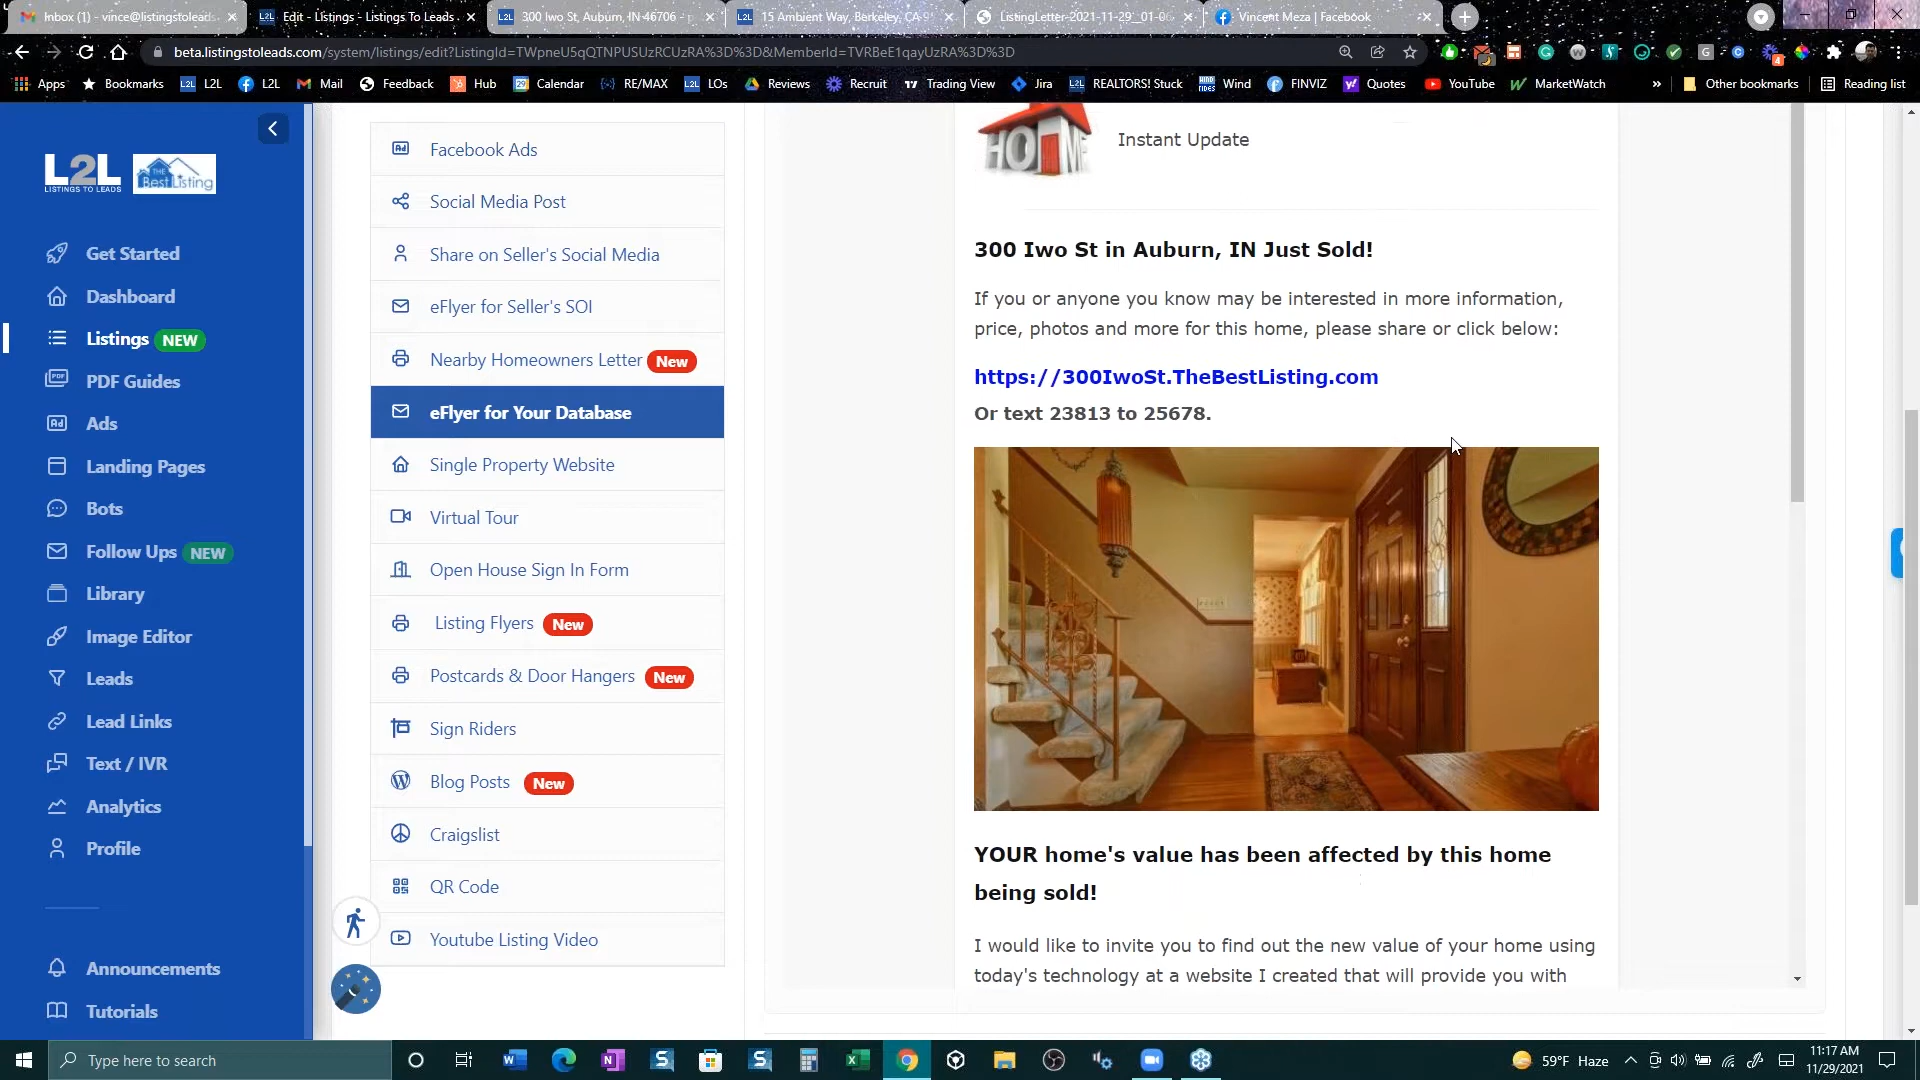 Inbox (1) - vince@listingstoleads.
Edit - Listings - Listings To Leads
300 Iwo St, Auburn, IN 46706 - p
15 Ambient Way, Berkeley, CA 9
ListingLetter-2021-11-29'_01-06
Vincent Meza | Facebook
beta.listingstoleads.com/system/listings/edit?ListingId=TWpneU5qQTNPUSUzRCUzRA%3D%3D&MemberId=TVRBeE1qayUzRA%3D%3D
Apps
Bookmarks
L2L
L2L
Mail
Feedback
Hub
Calendar
RE/MAX
LOs
Reviews
Recruit
Trading View
Jira
REALTORS! Stuck
Wind
FINVIZ
Quotes
YouTube
MarketWatch
»
Other bookmarks
Reading list
L2L
LISTINGS TO LEADS
THE
BestListing
Get Started
Dashboard
Listings NEW
PDF Guides
Ads
Landing Pages
Bots
Follow Ups NEW
Library
Image Editor
Leads
Lead Links
Text / IVR
Analytics
Profile
Announcements
Tutorials
Facebook Ads
Social Media Post
Share on Seller's Social Media
eFlyer for Seller's SOI
Nearby Homeowners Letter New
eFlyer for Your Database
Single Property Website
Virtual Tour
Open House Sign In Form
Listing Flyers New
Postcards & Door Hangers New
Sign Riders
Blog Posts New
Craigslist
QR Code
Youtube Listing Video
HOM
Instant Update
300 Iwo St in Auburn, IN Just Sold!
If you or anyone you know may be interested in more information,
price, photos and more for this home, please share or click below:
https://300IwoSt.TheBestListing.com
Or text 23813 to 25678.
YOUR home's value has been affected by this home
being sold!
I would like to invite you to find out the new value of your home using
today's technology at a website I created that will provide you with
Type here to search
59°F Haze
11:17 AM
11/29/2021